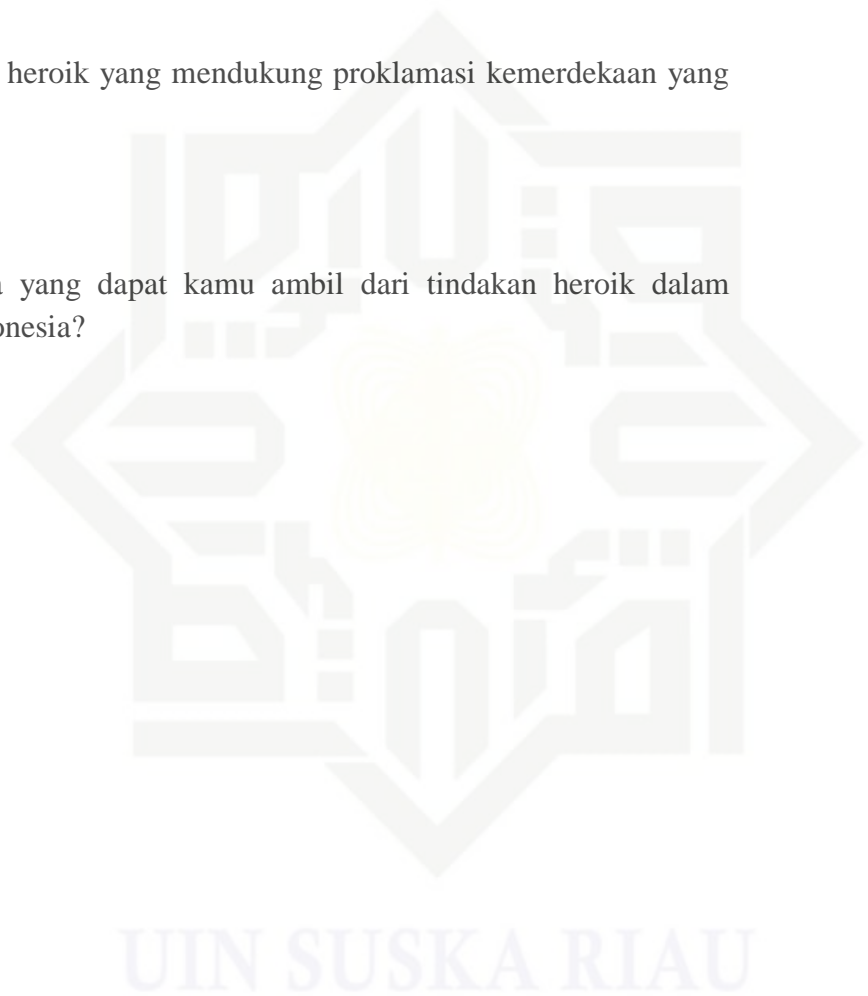 heroik yang mendukung proklamasi kemerdekaan yang
yang dapat kamu ambil dari tindakan heroik dalam
onesia?
UIN SUSKA RIAU